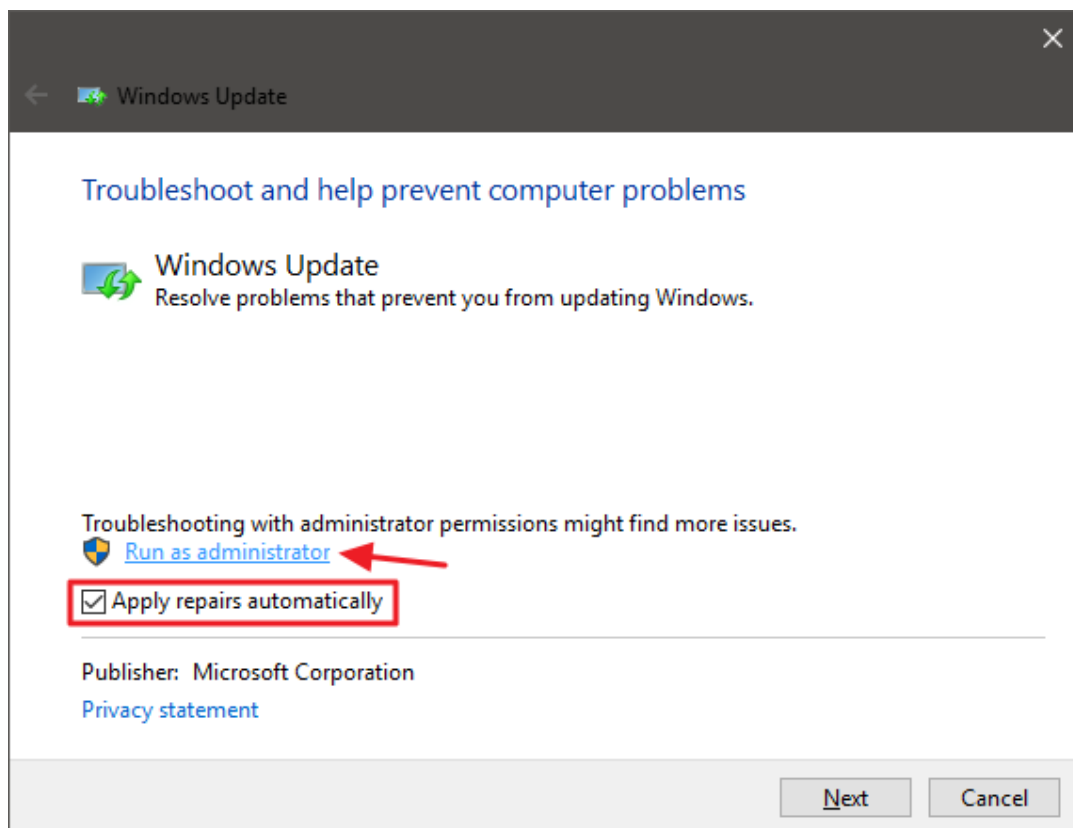 Windows Update
Troubleshoot and help prevent computer problems
Windows Update
Resolve problems that prevent you from updating Windows.
Troubleshooting with administrator permissions might find more issues.
Run as administrator
Apply repairs automatically
Publisher: Microsoft Corporation
Privacy statement
Next Cancel